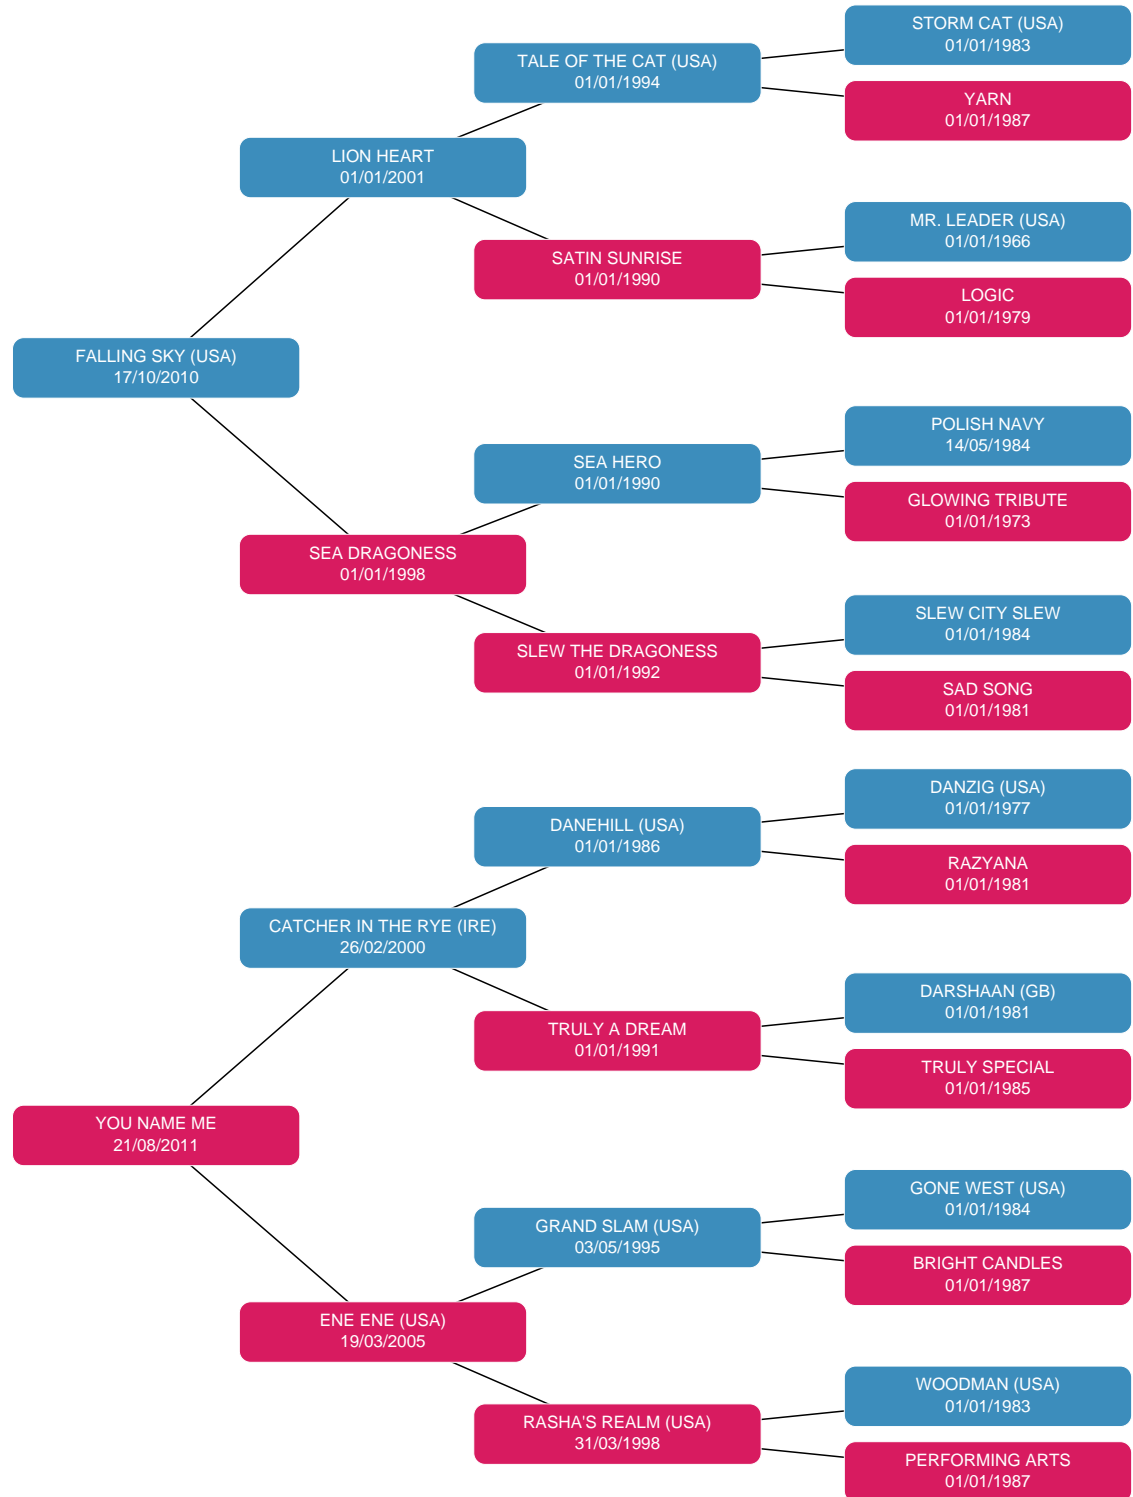 STORM CAT (USA)
01/01/1983
TALE OF THE CAT (USA)
01/01/1994
YARN
01/01/1987
LION HEART
01/01/2001
MR. LEADER (USA)
01/01/1966
SATIN SUNRISE
01/01/1990
LOGIC
01/01/1979
FALLING SKY (USA)
17/10/2010
POLISH NAVY
14/05/1984
SEA HERO
01/01/1990
GLOWING TRIBUTE
01/01/1973
SEA DRAGONESS
01/01/1998
SLEW CITY SLEW
01/01/1984
SLEW THE DRAGONESS
01/01/1992
SAD SONG
01/01/1981
DANZIG (USA)
01/01/1977
DANEHILL (USA)
01/01/1986
RAZYANA
01/01/1981
CATCHER IN THE RYE (IRE)
26/02/2000
DARSHAAN (GB)
01/01/1981
TRULY A DREAM
01/01/1991
TRULY SPECIAL
01/01/1985
YOU NAME ME
21/08/2011
GONE WEST (USA)
01/01/1984
GRAND SLAM (USA)
03/05/1995
BRIGHT CANDLES
01/01/1987
ENE ENE (USA)
19/03/2005
WOODMAN (USA)
01/01/1983
RASHA'S REALM (USA)
31/03/1998
PERFORMING ARTS
01/01/1987